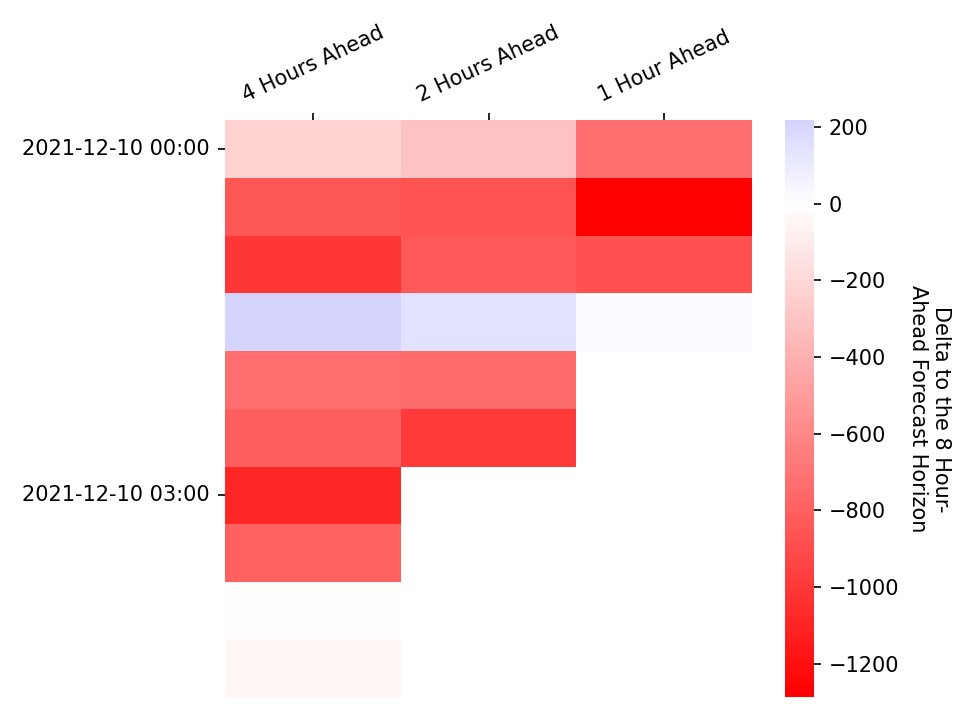 4 Hours Ahead
2 Hours Ahead
1 Hour Ahead
2021-12-10 00:00
2021-12-10 03:00
200
0
−200
−400
−600
−800
−1000
−1200
Delta to the 8 Hour-
Ahead Forecast Horizon